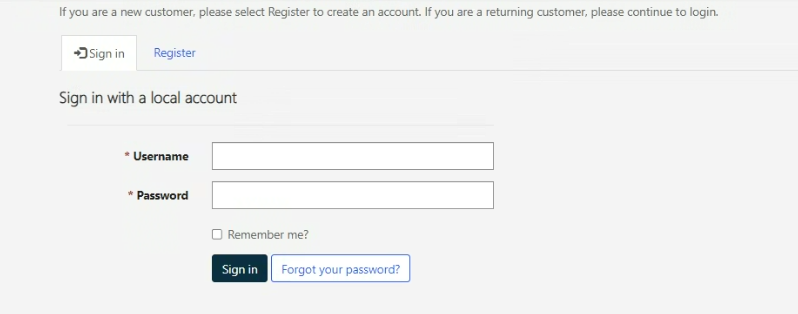 If you are a new customer, please select Register to create an account. If you are a returning customer, please continue to login.
Sign in Register
Sign in with a local account
* Username
* Password
Remember me?
Sign in Forgot your password?